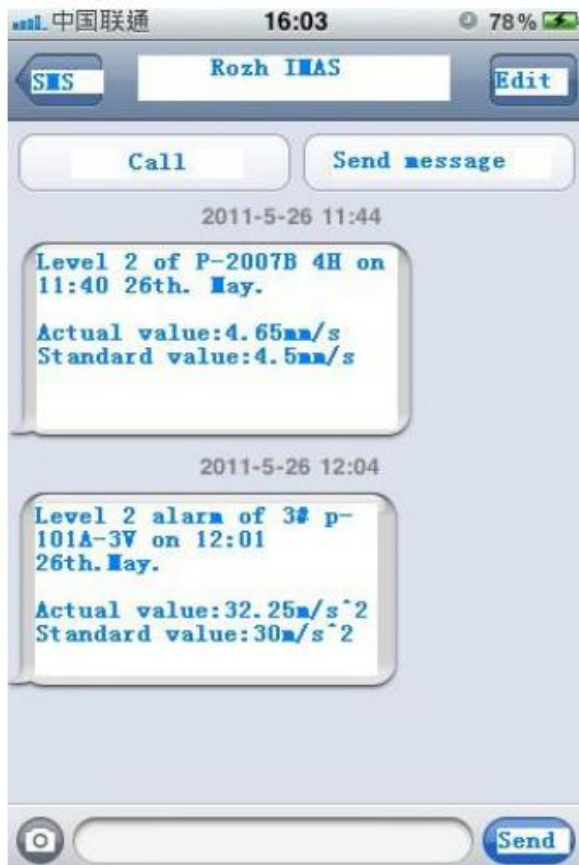 中国联通 16:03 78%
SMS Rozh IMAS Edit
Call Send message
2011-5-26 11:44
Level 2 of P-2007B 4H on
11:40 26th. May.
Actual value:4.65mm/s
Standard value:4.5mm/s
2011-5-26 12:04
Level 2 alarm of 3# p-
101A-3V on 12:01
26th.May.
Actual value:32.25m/s^2
Standard value:30m/s^2
Send